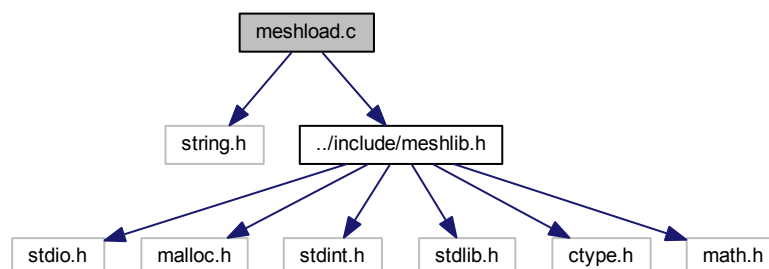 meshload.c
string.h
../include/meshlib.h
stdio.h
malloc.h
stdint.h
stdlib.h
ctype.h
math.h